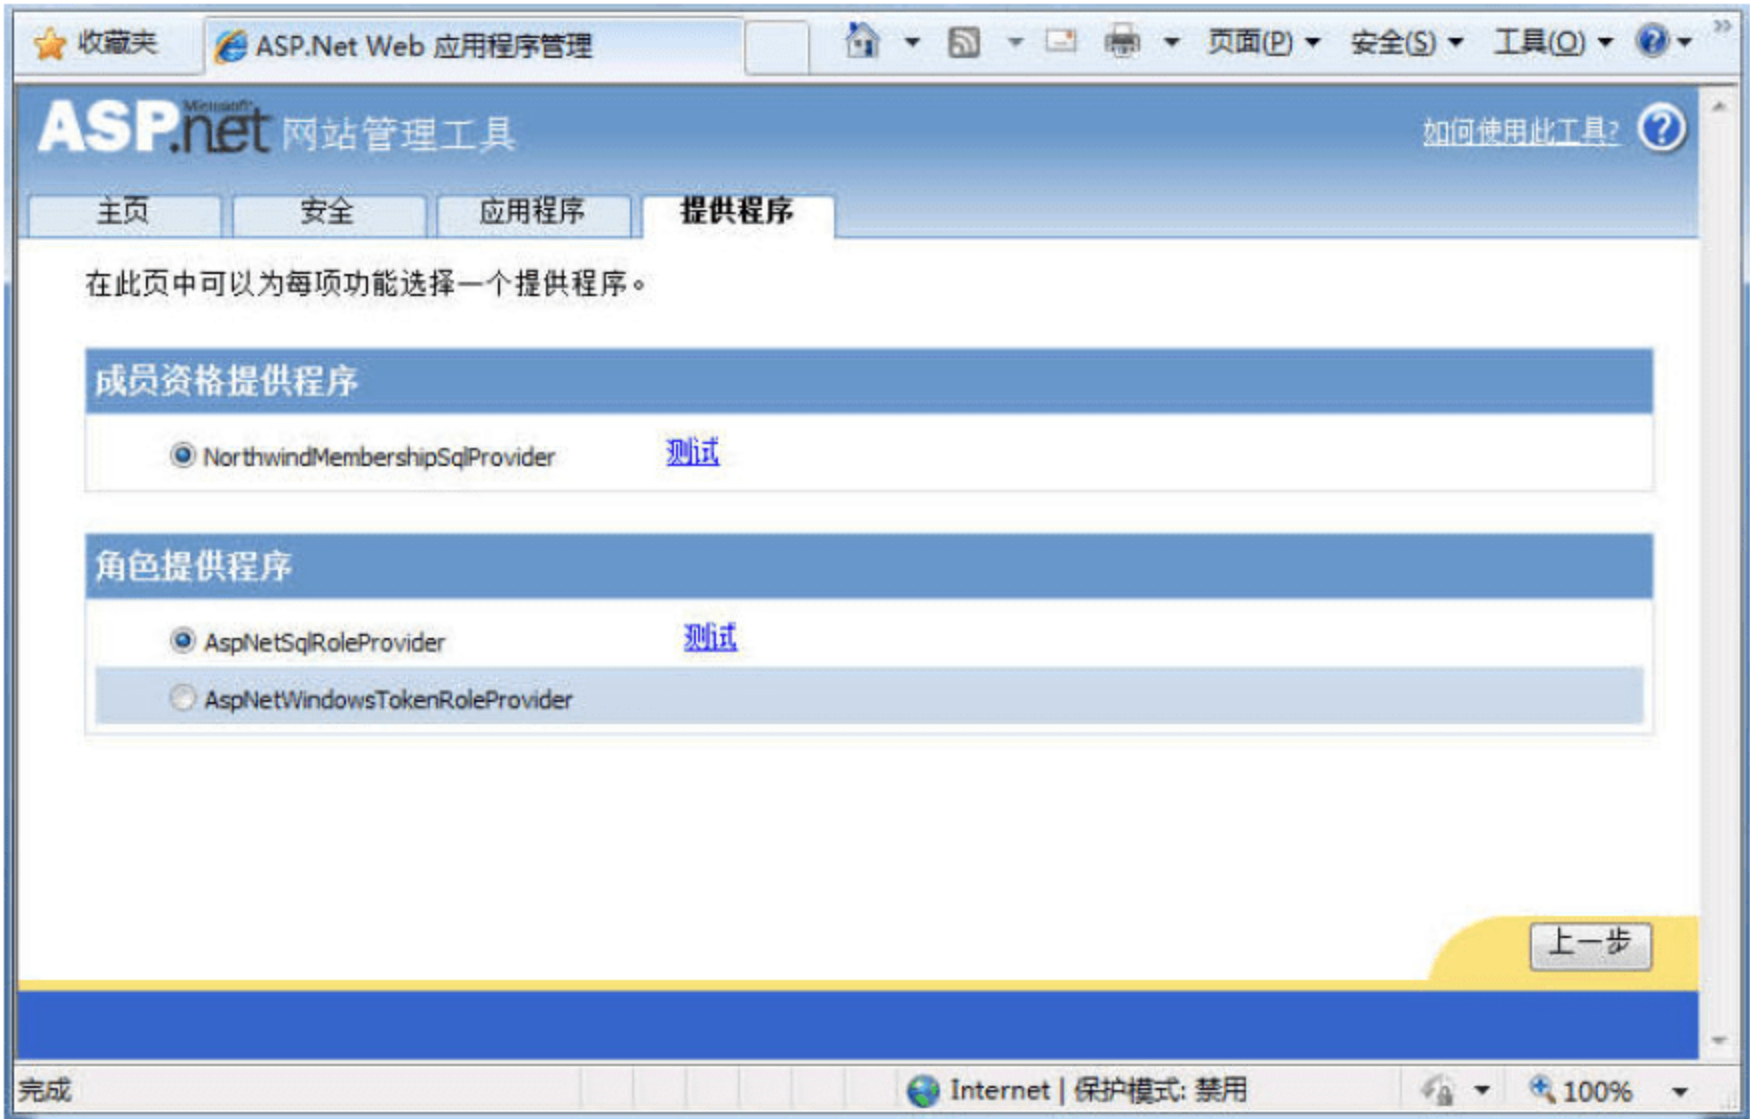 收藏夹 ASP.Net Web 应用程序管理 页面(P) 安全(S) 工具(O) »
Microsoft
ASP.net 网站管理工具 如何使用此工具?
主页 安全 应用程序 提供程序
在此页中可以为每项功能选择一个提供程序。
成员资格提供程序
NorthwindMembershipSqlProvider 测试
角色提供程序
AspNetSqlRoleProvider 测试
AspNetWindowsTokenRoleProvider
上一步
完成 Internet | 保护模式: 禁用 100%